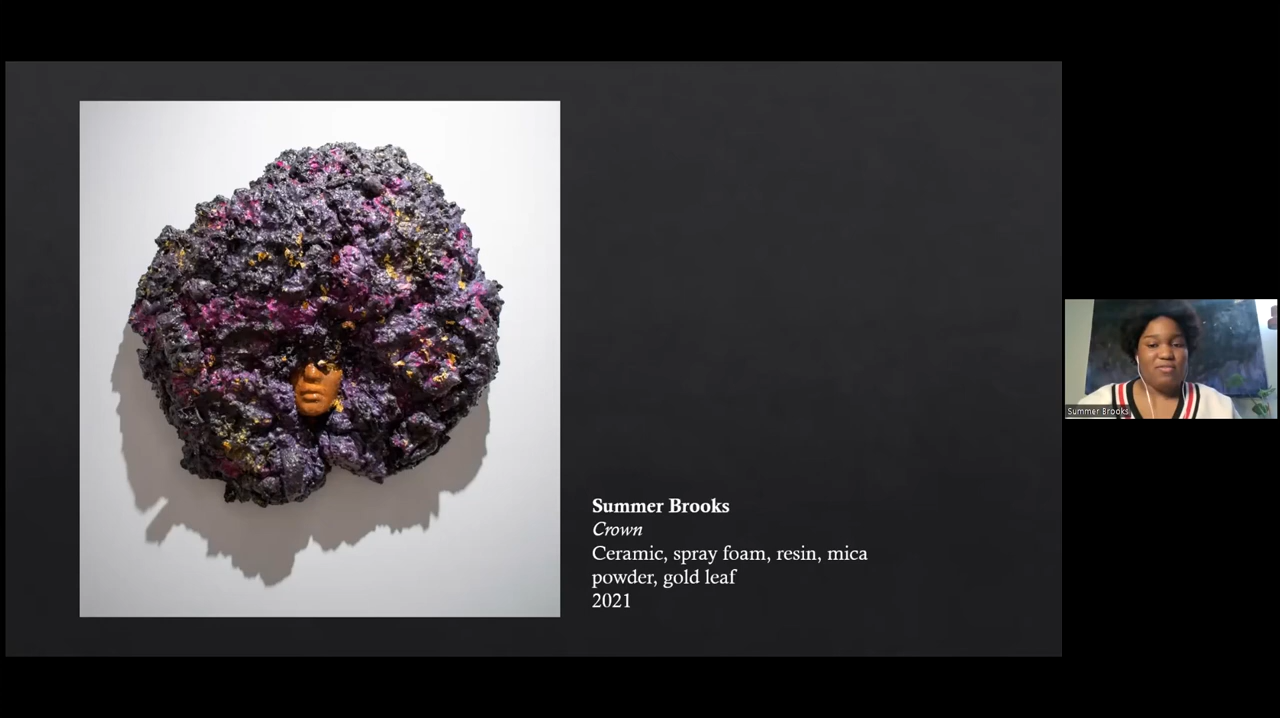 Summer Brooks
Crown
Ceramic, spray foam, resin, mica
powder, gold leaf
2021
Summer Brooks